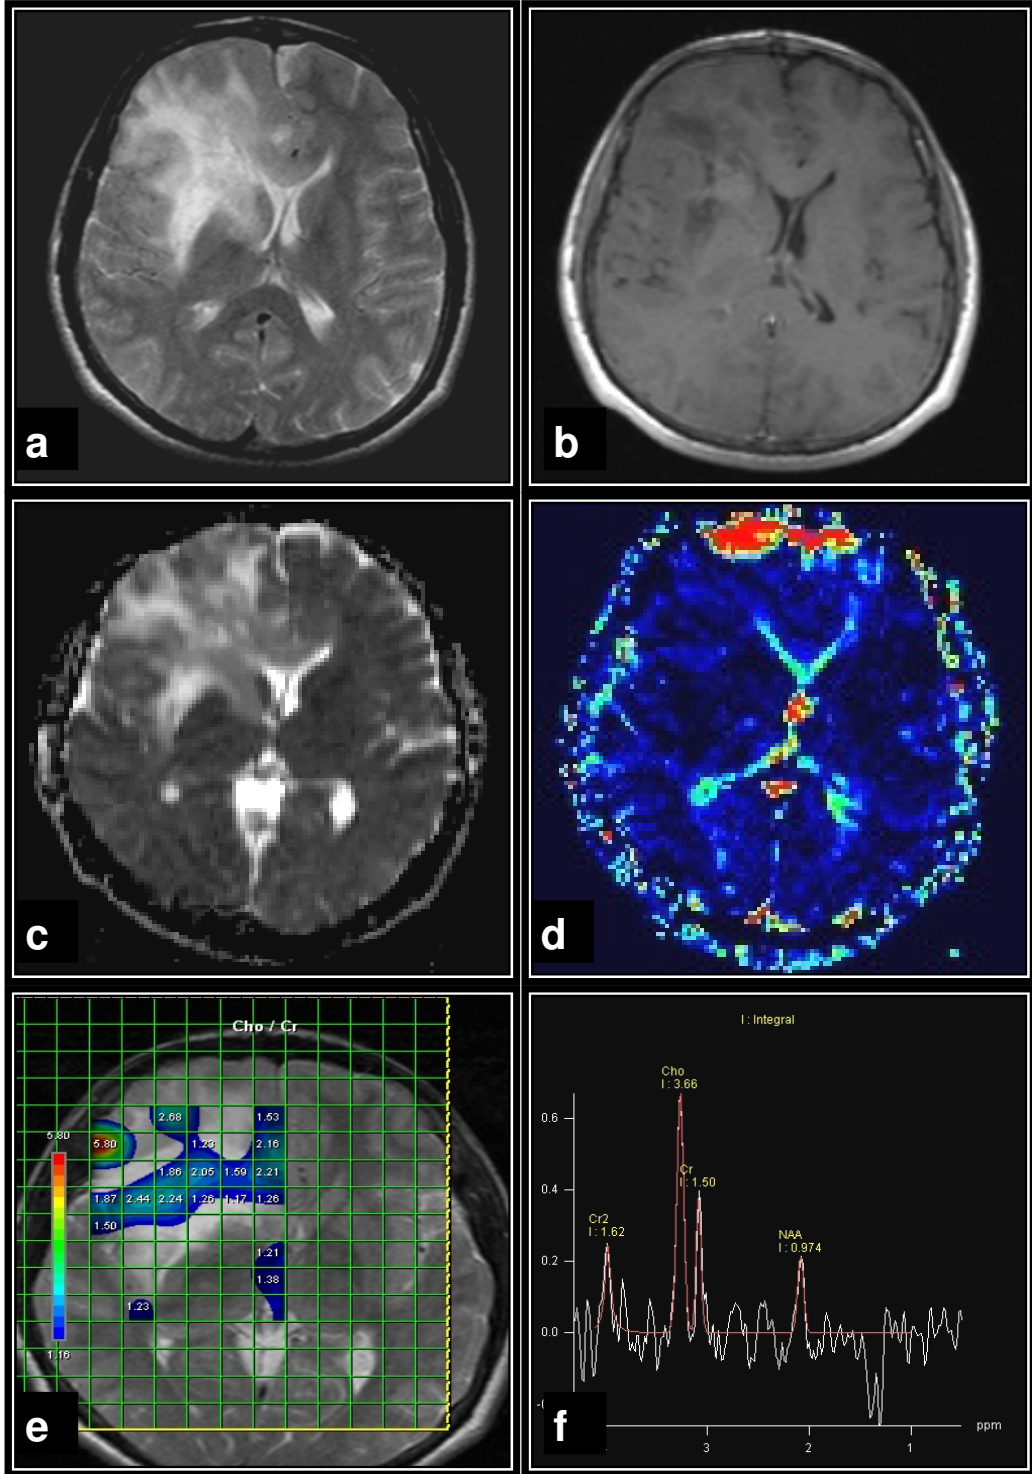 a
b
c
d
Cho / Cr
5.80
2.68
1.53
5.80
1.23
2.16
1.86 2.05 1.59 2.21
1.87 2.44 2.24 1.26 1.17 1.26
1.50
1.21
1.38
1.23
1.16
e
I : Integral
Cho
I : 3.66
0.6
Cr
I : 1.50
0.4
Cr2
I : 1.62
NAA
I : 0.974
0.2
0.0
ppm
3 2 1
f